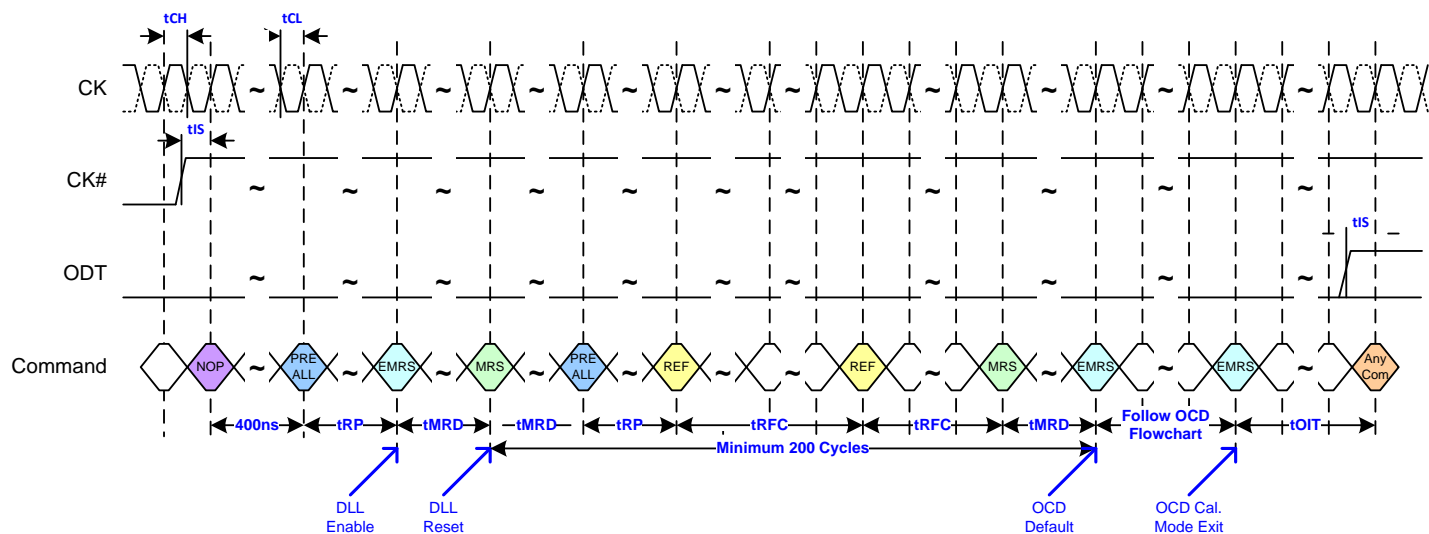 tCH
tCL
CK
~ ~ ~ ~ ~ ~ ~ ~ ~ ~ ~ ~
tIS
CK#
~ ~ ~ ~ ~ ~ ~ ~ ~ ~ ~ ~
tIS
ODT
~ ~ ~ ~ ~ ~ ~ ~ ~ ~ ~ ~
Command
NOP
~
PRE
ALL
~
EMRS
~
MRS
~
PRE
ALL
~
REF
~
~
REF
~
MRS
~
EMRS
~
EMRS
~
Any
Com
400ns
tRP
tMRD
tMRD
tRP
tRFC
tRFC
tMRD
Follow OCD
Flowchart
tOIT
Minimum 200 Cycles
DLL
Enable
DLL
Reset
OCD
Default
OCD Cal.
Mode Exit